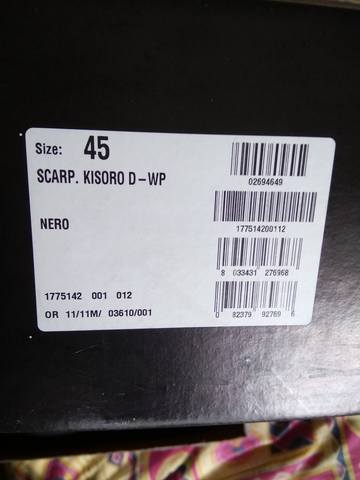 Size: 45
SCARP. KISORO D-WP
NERO
1775142 001 012
OR 11/11M/ 03610/001
02694649
177514200112
8 033431 276968
0 82379 92769 6